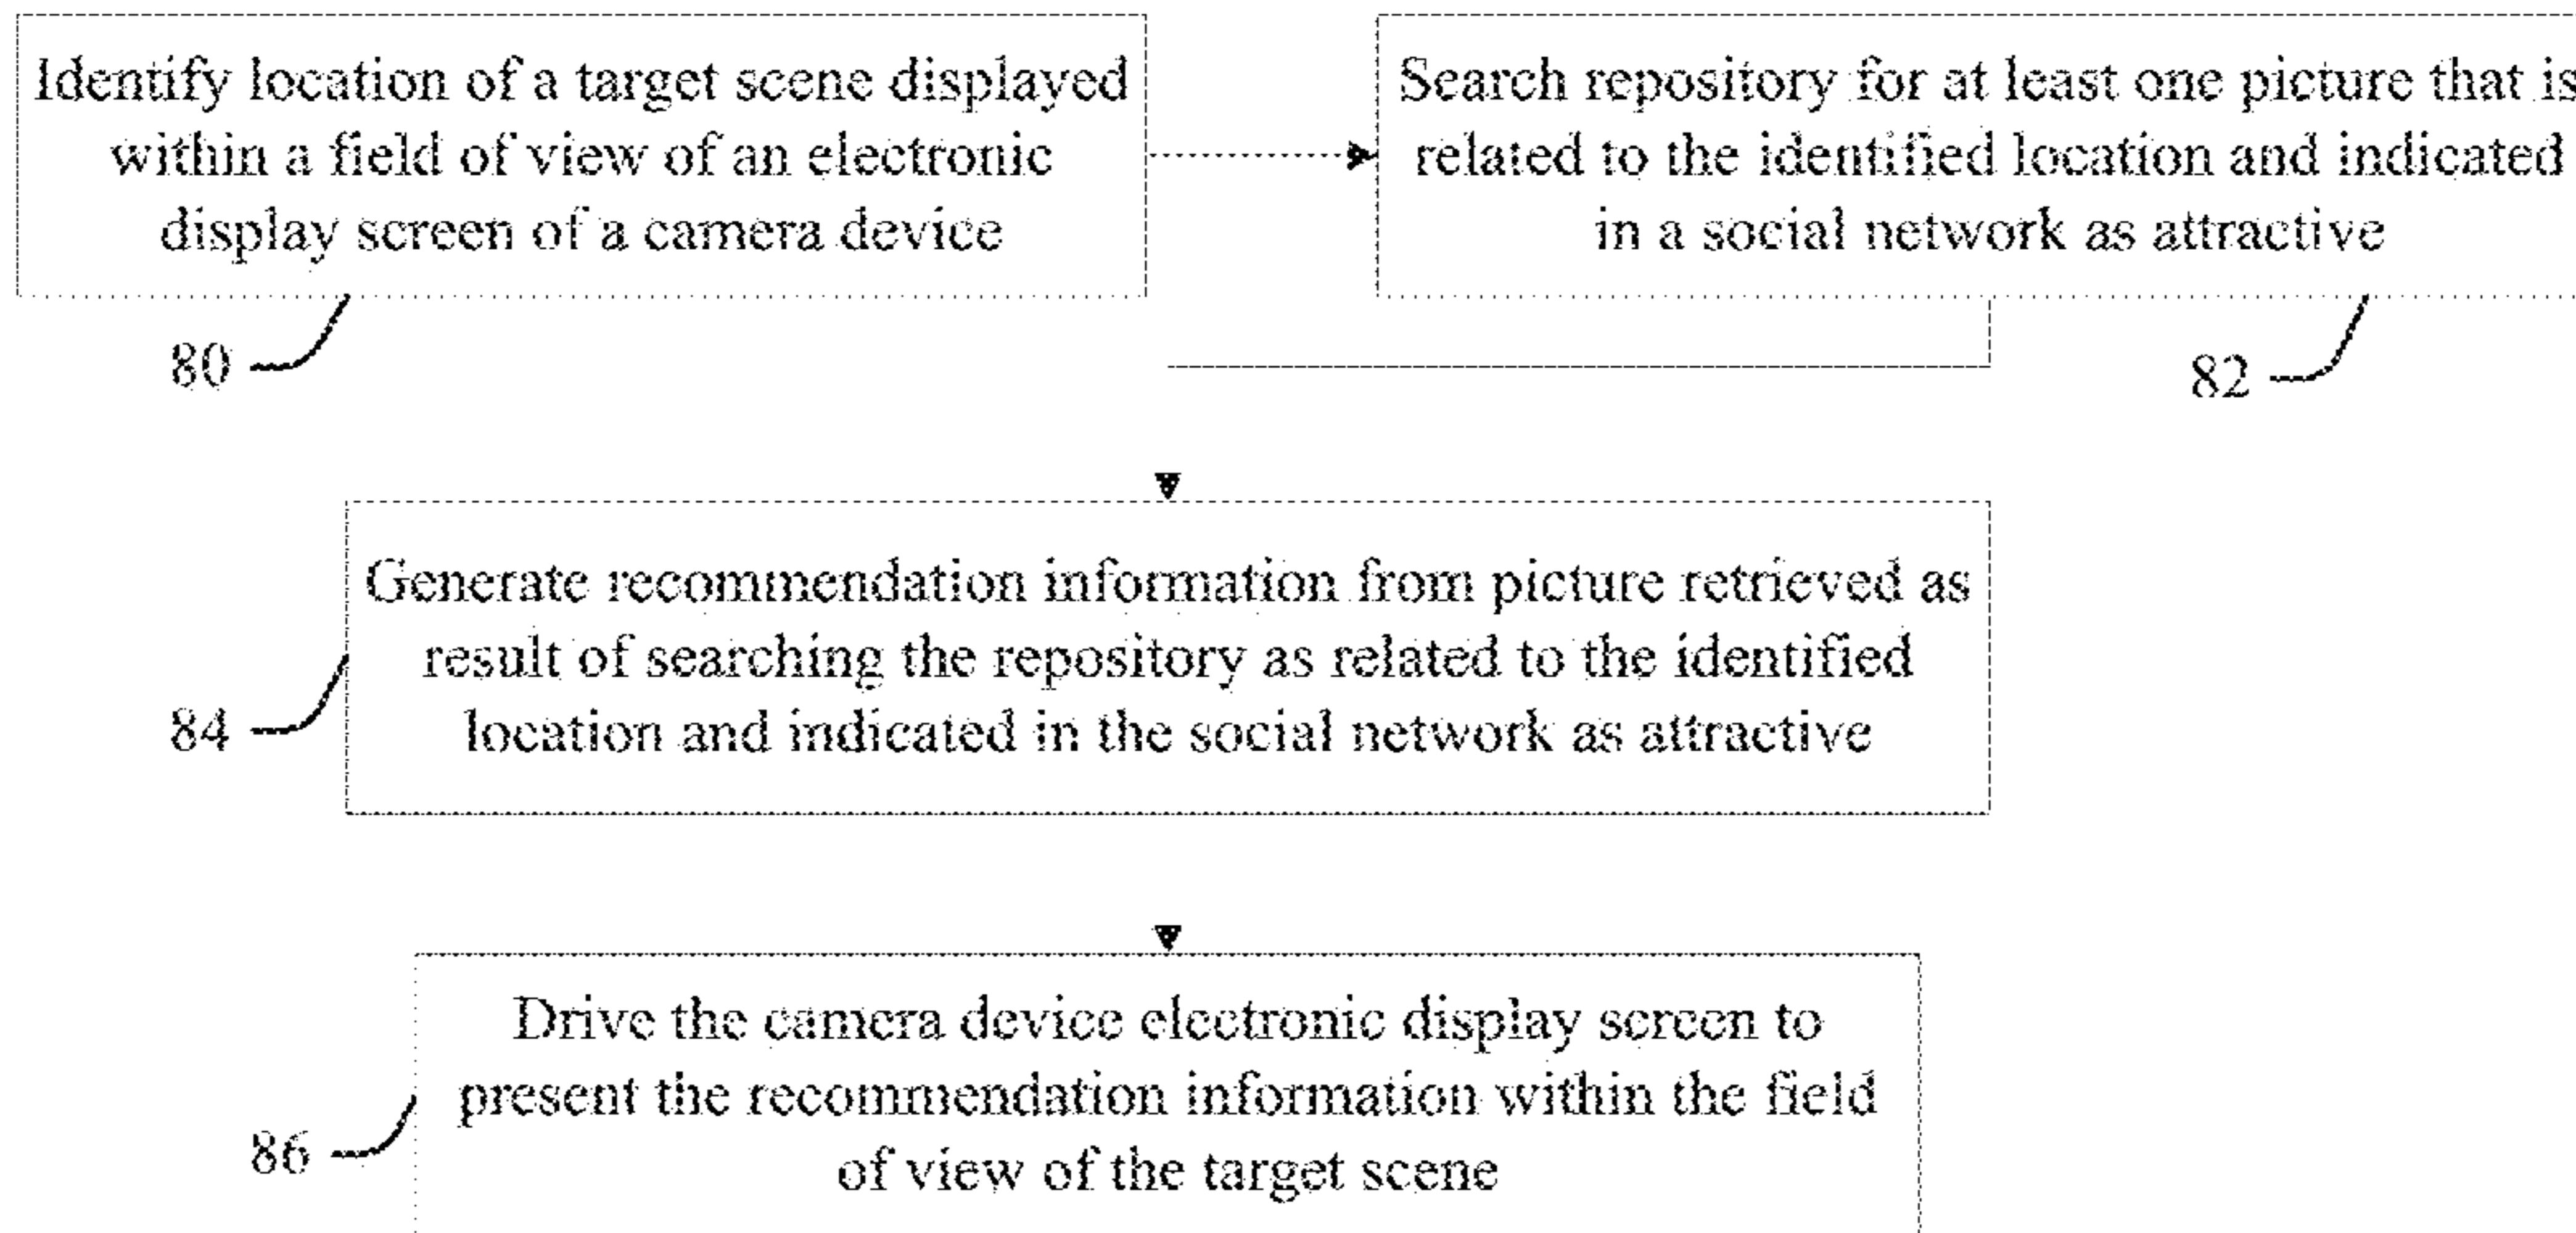 Identify location of a target scene displayed
within a field of view of an electronic
display screen of a camera device
80
Search repository for at least one picture that is
related to the identified location and indicated
in a social network as attractive
82
Generate recommendation information from picture retrieved as
result of searching the repository as related to the identified
location and indicated in the social network as attractive
84
Drive the camera device electronic display screen to
present the recommendation information within the field
of view of the target scene
86